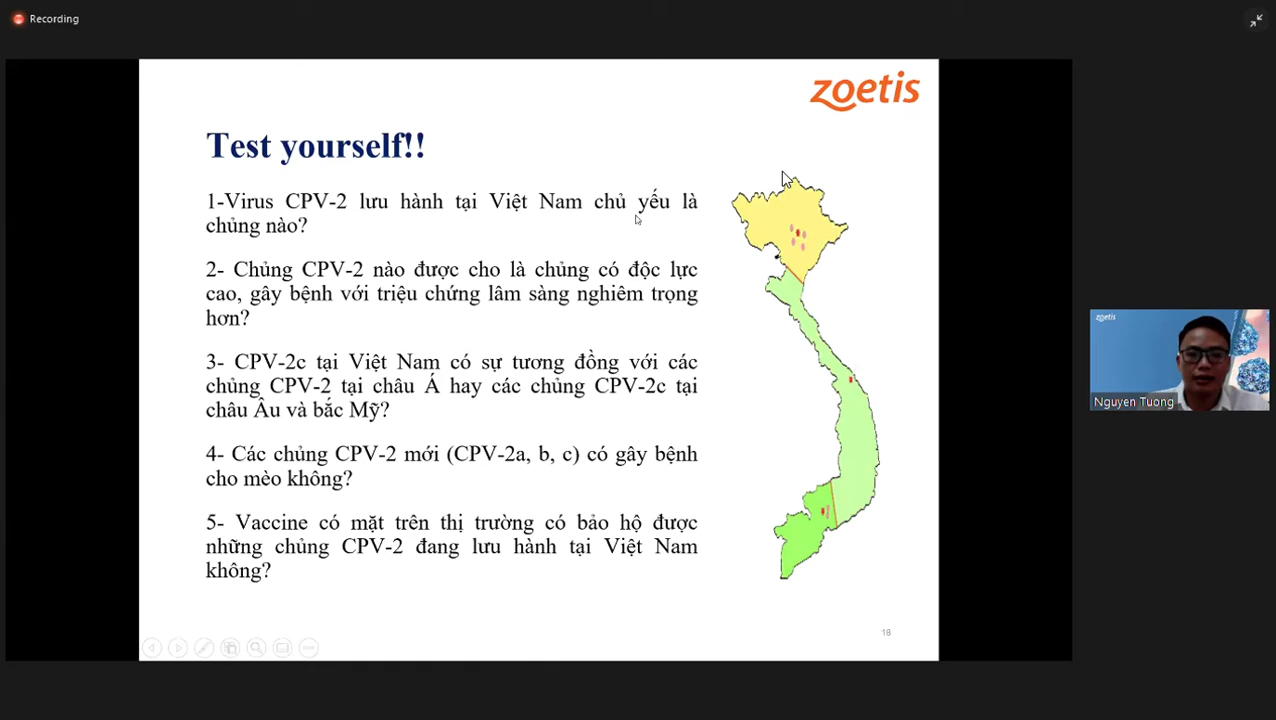 Recording
zoetis
Test yourself!!
1-Virus CPV-2 lưu hành tại Việt Nam chủ yếu là
chủng nào?
2- Chủng CPV-2 nào được cho là chủng có độc lực
cao, gây bệnh với triệu chứng lâm sàng nghiêm trọng
hơn?
3- CPV-2c tại Việt Nam có sự tương đồng với các
chủng CPV-2 tại châu Á hay các chủng CPV-2c tại
châu Âu và bắc Mỹ?
4- Các chủng CPV-2 mới (CPV-2a, b, c) có gây bệnh
cho mèo không?
5- Vaccine có mặt trên thị trường có bảo hộ được
những chủng CPV-2 đang lưu hành tại Việt Nam
không?
18
zoetis
Nguyen Tuong